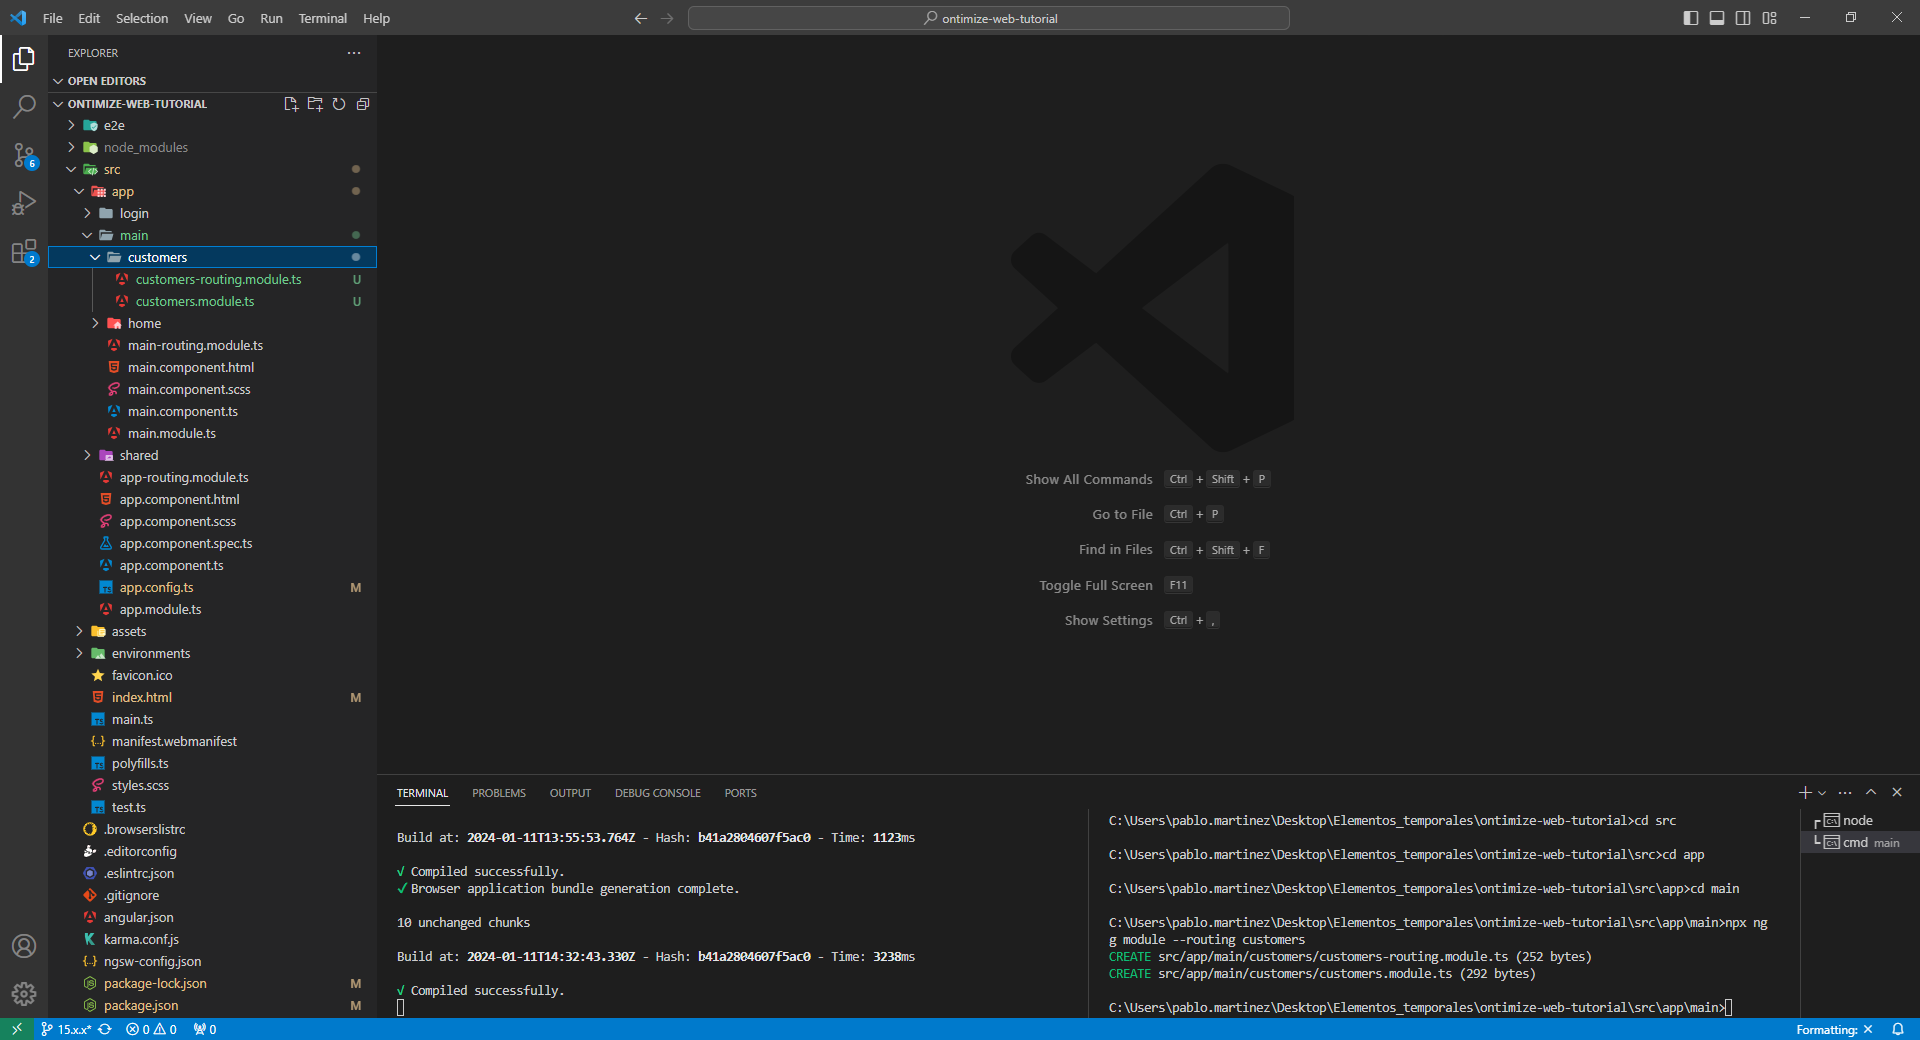 File Edit Selection View Go Run Terminal Help
ontimize-web-tutorial
EXPLORER
OPEN EDITORS
ONTIMIZE-WEB-TUTORIAL
e2e
node_modules
src
app
login
main
customers
customers-routing.module.ts U
customers.module.ts U
home
main-routing.module.ts
main.component.html
main.component.scss
main.component.ts
main.module.ts
shared
app-routing.module.ts
app.component.html
app.component.scss
app.component.spec.ts
app.component.ts
app.config.ts M
app.module.ts
assets
environments
favicon.ico
index.html M
main.ts
manifest.webmanifest
polyfills.ts
styles.scss
test.ts
.browserslistrc
.editorconfig
.eslintrc.json
.gitignore
angular.json
karma.conf.js
ngsw-config.json
package-lock.json M
package.json M
6
2
Show All Commands Ctrl + Shift + P
Go to File Ctrl + P
Find in Files Ctrl + Shift + F
Toggle Full Screen F11
Show Settings Ctrl + ,
TERMINAL PROBLEMS OUTPUT DEBUG CONSOLE PORTS
Build at: 2024-01-11T13:55:53.764Z - Hash: b41a2804607f5ac0 - Time: 1123ms
√ Compiled successfully.
✓ Browser application bundle generation complete.
10 unchanged chunks
Build at: 2024-01-11T14:32:43.330Z - Hash: b41a2804607f5ac0 - Time: 3238ms
√ Compiled successfully.
C:\Users\pablo.martinez\Desktop\Elementos_temporales\ontimize-web-tutorial>cd src
C:\Users\pablo.martinez\Desktop\Elementos_temporales\ontimize-web-tutorial\src>cd app
C:\Users\pablo.martinez\Desktop\Elementos_temporales\ontimize-web-tutorial\src\app>cd main
C:\Users\pablo.martinez\Desktop\Elementos_temporales\ontimize-web-tutorial\src\app\main>npx ng
g module --routing customers
CREATE src/app/main/customers/customers-routing.module.ts (252 bytes)
CREATE src/app/main/customers/customers.module.ts (292 bytes)
C:\Users\pablo.martinez\Desktop\Elementos_temporales\ontimize-web-tutorial\src\app\main>
node
cmd main
15.x.x* 0 0 0
Formatting: ×